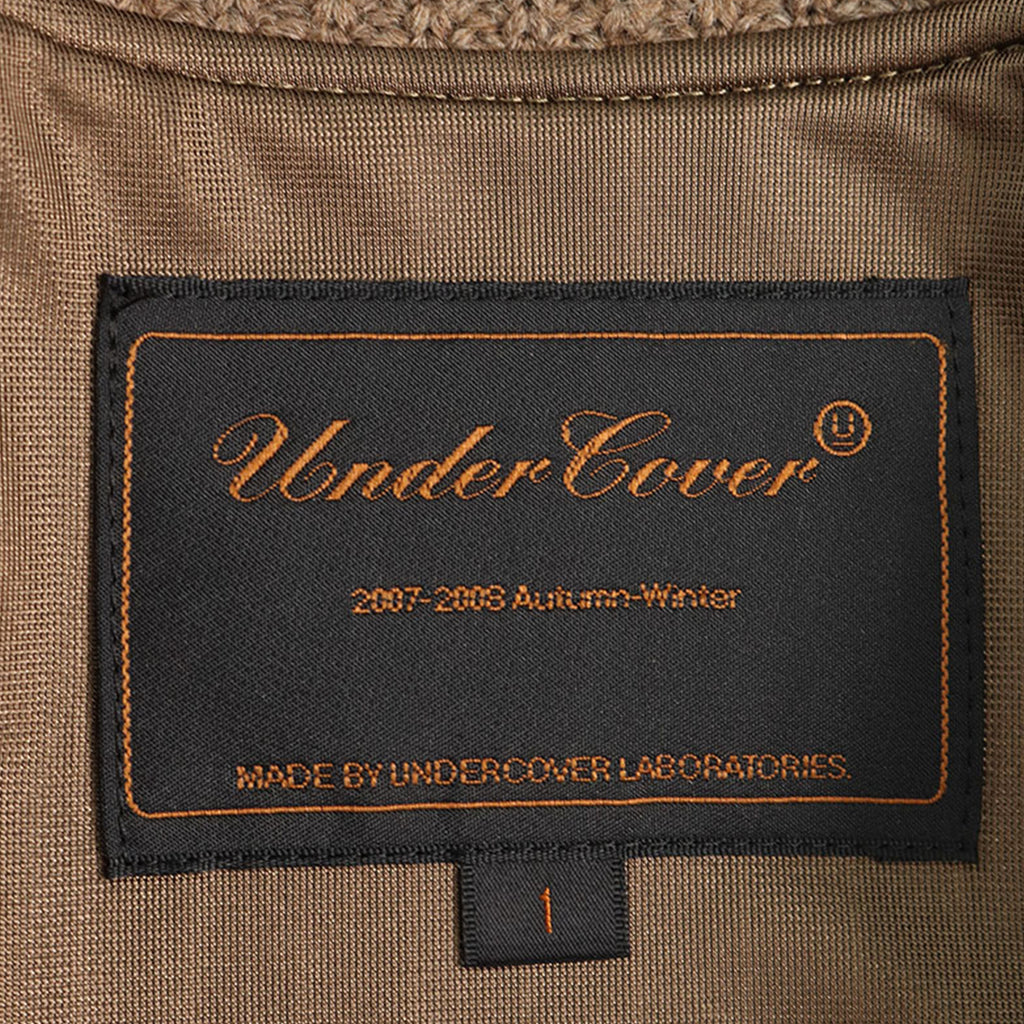 UnderCover
2007-2008 Autumn-Winter
MADE BY UNDERCOVER LABORATORIES.
1